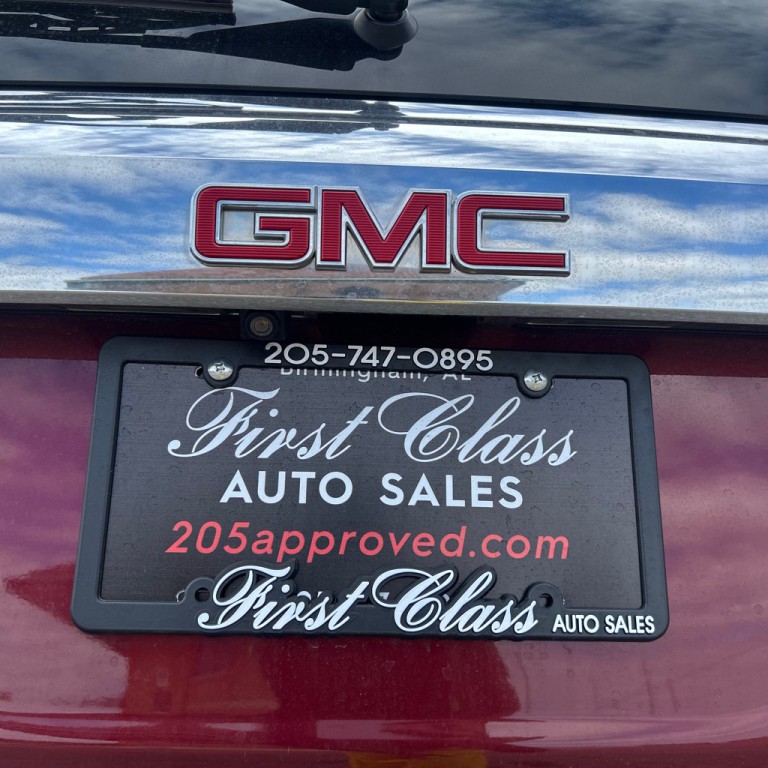 GMC
205-747-0895
Birmingham, AL
First Class
AUTO SALES
205approved.com
First Class AUTO SALES